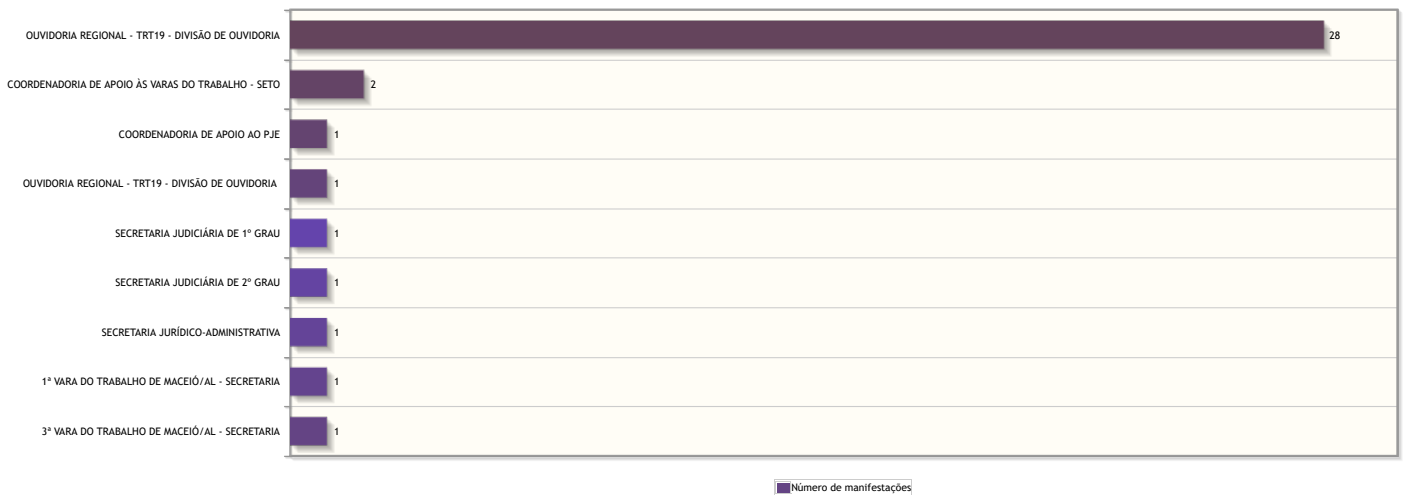 OUVIDORIA REGIONAL - TRT19 - DIVISÃO DE OUVIDORIA 28
COORDENADORIA DE APOIO ÀS VARAS DO TRABALHO - SETO 2
COORDENADORIA DE APOIO AO PJE 1
OUVIDORIA REGIONAL - TRT19 - DIVISÃO DE OUVIDORIA 1
SECRETARIA JUDICIÁRIA DE 1º GRAU 1
SECRETARIA JUDICIÁRIA DE 2º GRAU 1
SECRETARIA JURÍDICO-ADMINISTRATIVA 1
1ª VARA DO TRABALHO DE MACEIÓ/AL - SECRETARIA 1
3ª VARA DO TRABALHO DE MACEIÓ/AL - SECRETARIA 1
Número de manifestações